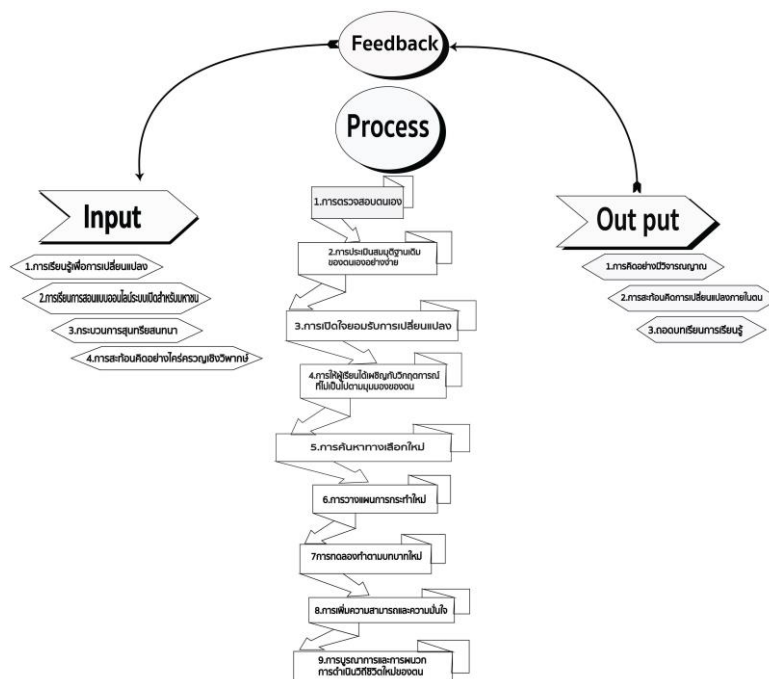 Feedback
Process
Input
1.การเรียนรู้เพื่อการเปลี่ยนแปลง
2.การเรียนการสอนแบบออนไลน์ระบบเปิดสำหรับมหาชน
3.กระบวนการสุนทรียสนทนา
4.การสะท้อนคิดอย่างใคร่ครวญเชิงวิพากษ์
1.การตรวจสอบตนเอง
2.การประเมินสมมุติฐานเดิม
ของตนเองอย่างง่าย
3.การเปิดใจยอมรับการเปลี่ยนแปลง
4.การให้ผู้เรียนได้เผชิญกับวิกฤตการณ์
ที่ไม่เป็นไปตามมุมมองของตน
5.การค้นหาทางเลือกใหม่
6.การวางแผนการกระทำใหม่
7การทดลองทำตามบทบาทใหม่
8.การเพิ่มความสามารถและความมั่นใจ
9.การบูรณาการและการผนวก
การดำเนินวิถีชีวิตใหม่ของตน
Out put
1.การคิดอย่างมีวิจารณญาณ
2.การสะท้อนคิดการเปลี่ยนแปลงภายในตน
3.ถอดบทเรียนการเรียนรู้